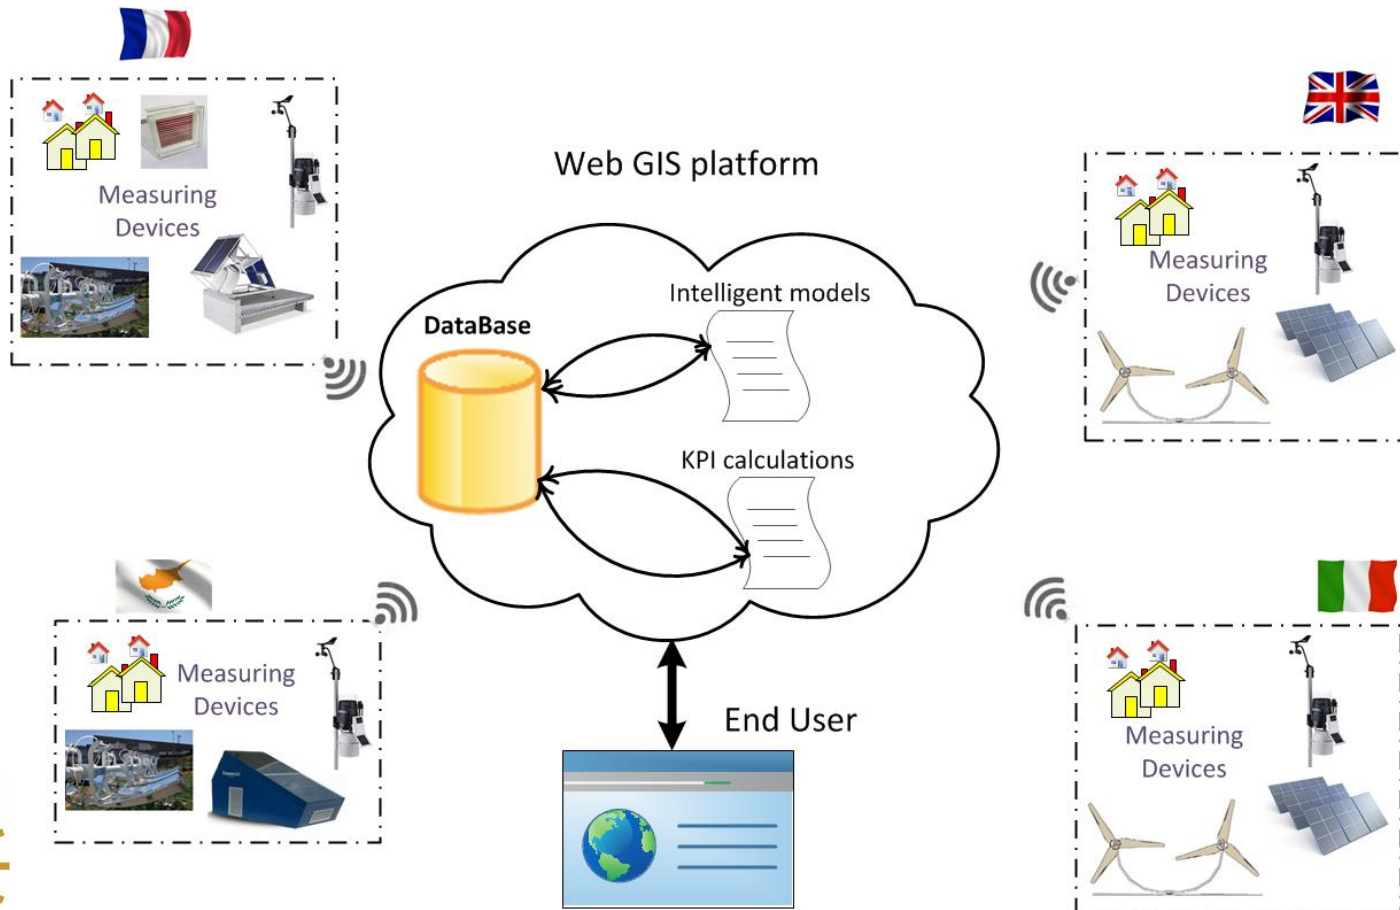 Measuring
Devices
Web GIS platform
Measuring
Devices
Intelligent models
DataBase
KPI calculations
Measuring
Devices
End User
Measuring
Devices